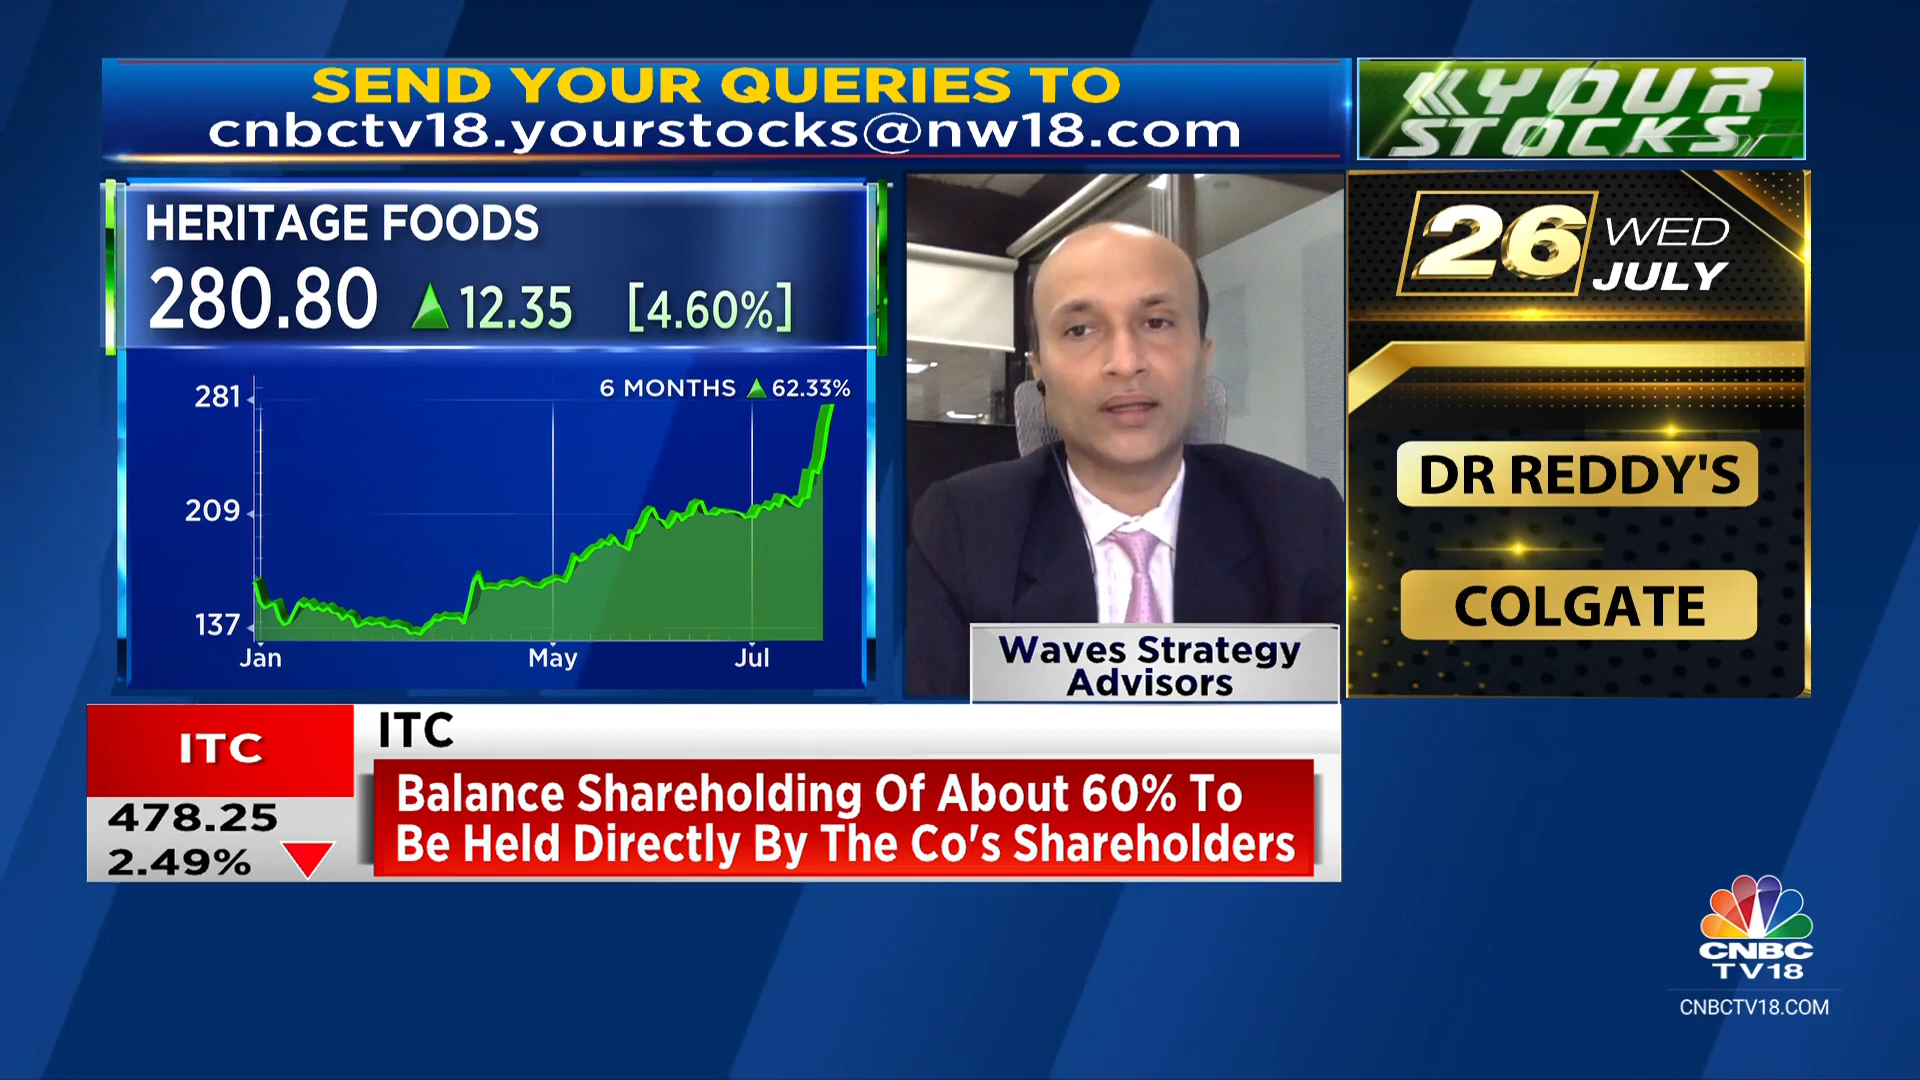 SEND YOUR QUERIES TO
cnbctv18.yourstocks@nw18.com
YOUR
STOCKS
HERITAGE FOODS
280.80 12.35 [4.60%]
6 MONTHS 62.33%
281
209
137
Jan May Jul
Waves Strategy
Advisors
26 WED
JULY
DR REDDY'S
COLGATE
ITC
478.25
2.49%
ITC
Balance Shareholding Of About 60% To
Be Held Directly By The Co's Shareholders
CNBC
TV18
CNBCTV18.COM